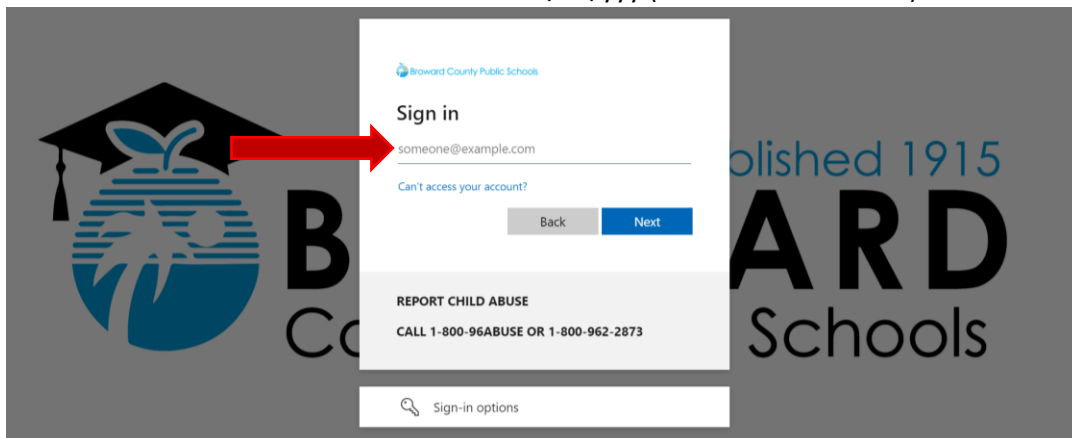 Broward County Public Schools
Sign in
someone@example.com
Can't access your account?
Back Next
REPORT CHILD ABUSE
CALL 1-800-96ABUSE OR 1-800-962-2873
Sign-in options
olished 1915
B ARD
Co Schools